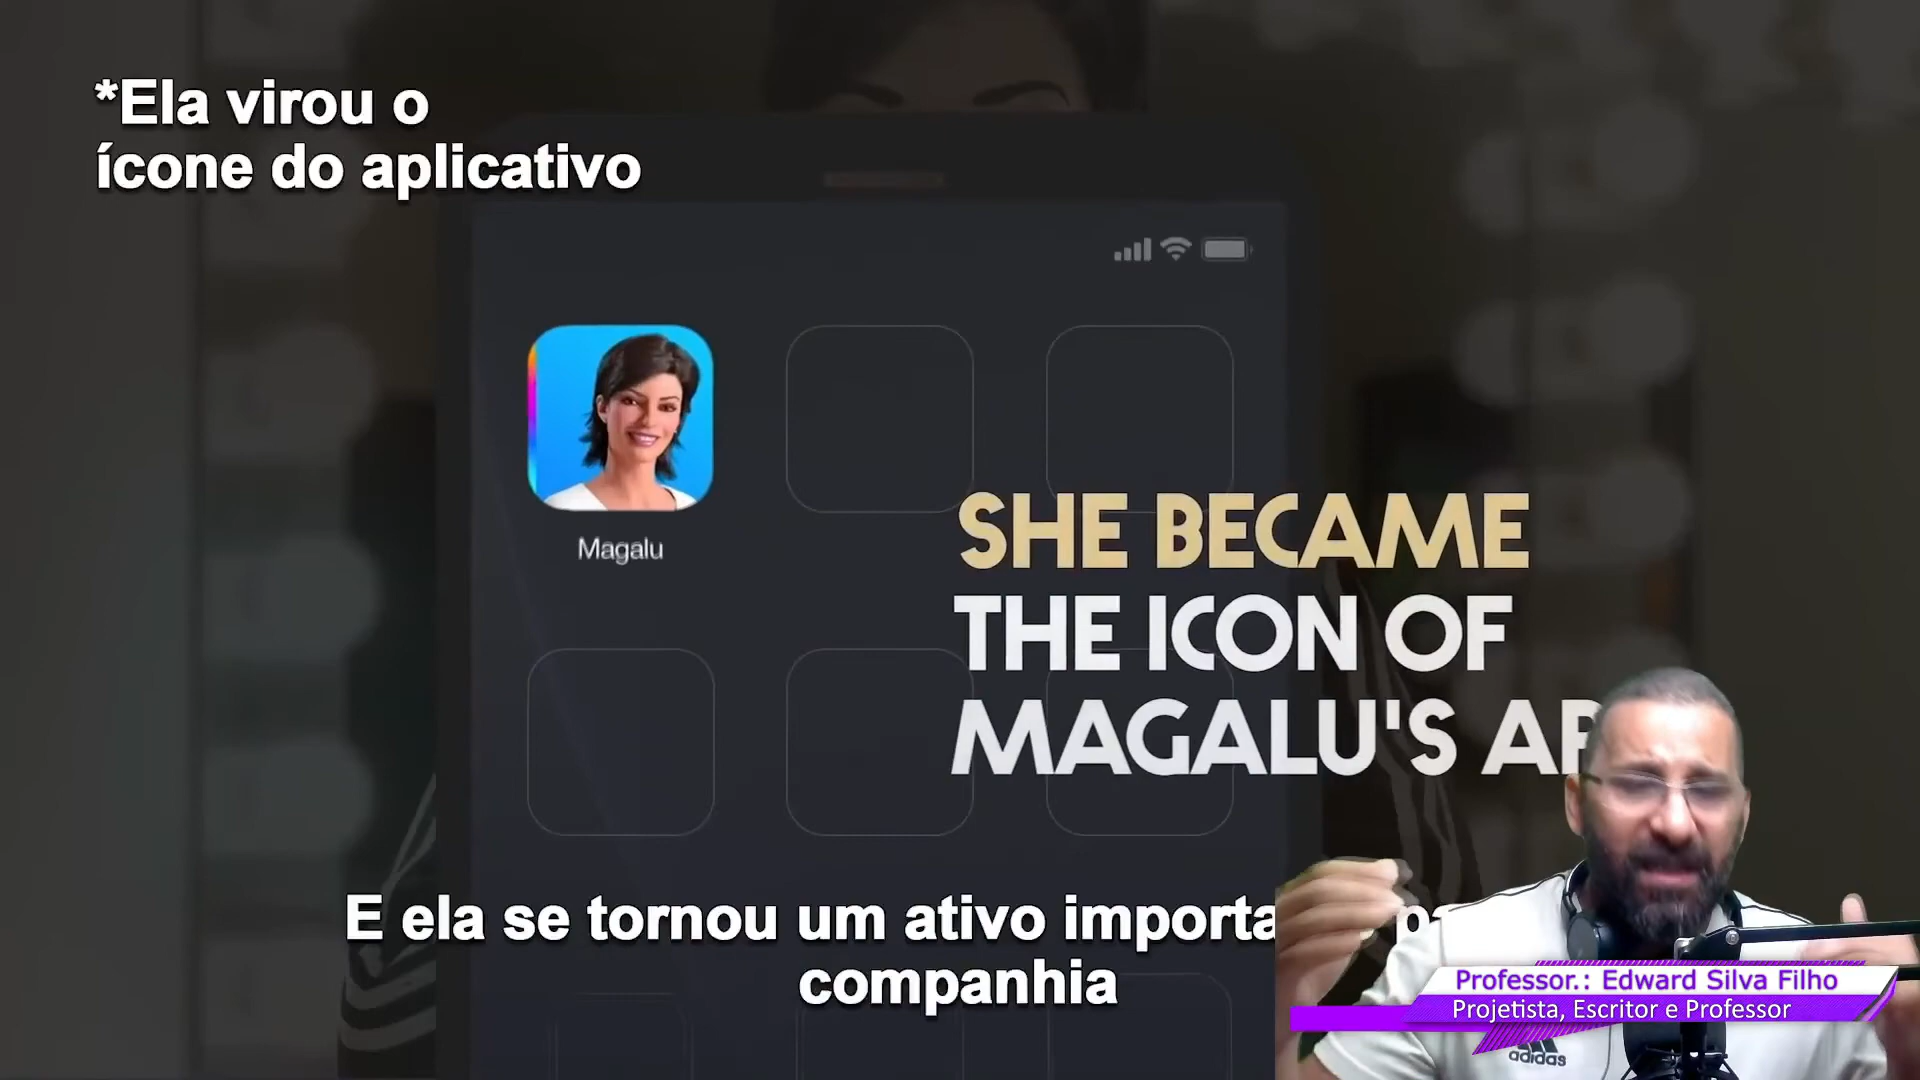 *Ela virou o
ícone do aplicativo
Magalu
SHE BECAME
THE ICON OF
MAGALU'S
E ela se tornou um ativo
companhia
Professor.: Edward Silva Filho
Projetista, Escritor e Professor
adidas